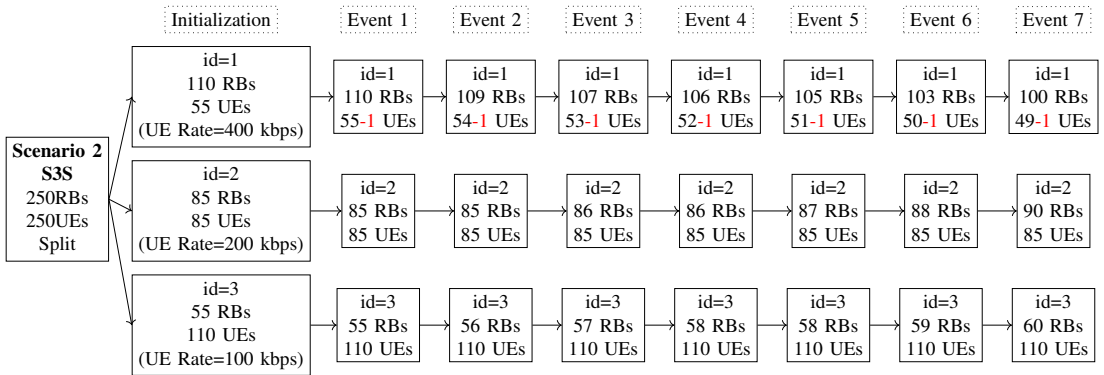 Initialization
Event 1
Event 2
Event 3
Event 4
Event 5
Event 6
Event 7
Scenario 2
S3S
250RBs
250UEs
Split
id=1
110 RBs
55 UEs
(UE Rate=400 kbps)
id=1
110 RBs
55-1 UEs
id=1
109 RBs
54-1 UEs
id=1
107 RBs
53-1 UEs
id=1
106 RBs
52-1 UEs
id=1
105 RBs
51-1 UEs
id=1
103 RBs
50-1 UEs
id=1
100 RBs
49-1 UEs
id=2
85 RBs
85 UEs
(UE Rate=200 kbps)
id=2
85 RBs
85 UEs
id=2
85 RBs
85 UEs
id=2
86 RBs
85 UEs
id=2
86 RBs
85 UEs
id=2
87 RBs
85 UEs
id=2
88 RBs
85 UEs
id=2
90 RBs
85 UEs
id=3
55 RBs
110 UEs
(UE Rate=100 kbps)
id=3
55 RBs
110 UEs
id=3
56 RBs
110 UEs
id=3
57 RBs
110 UEs
id=3
58 RBs
110 UEs
id=3
58 RBs
110 UEs
id=3
59 RBs
110 UEs
id=3
60 RBs
110 UEs